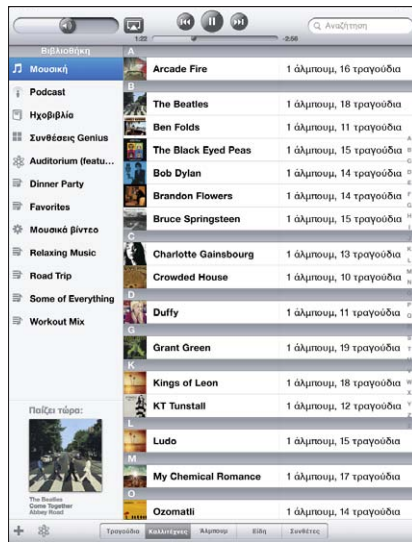 Αναζήτηση
1:22
-2:56
Βιβλιοθήκη
Μουσική
Podcast
Ηχοβιβλία
Συνθέσεις Genius
Auditorium (featu...
Dinner Party
Favorites
Μουσικά βίντεο
Relaxing Music
Road Trip
Some of Everything
Workout Mix
Παίζει τώρα:
The Beatles
Come Together
Abbey Road
A
Arcade Fire 1 άλμπουμ, 16 τραγούδια
B
The Beatles 1 άλμπουμ, 18 τραγούδια
Ben Folds 1 άλμπουμ, 11 τραγούδια
The Black Eyed Peas 1 άλμπουμ, 15 τραγούδια
Bob Dylan 1 άλμπουμ, 14 τραγούδια
Brandon Flowers 1 άλμπουμ, 14 τραγούδια
Bruce Springsteen 1 άλμπουμ, 15 τραγούδια
C
Charlotte Gainsbourg 1 άλμπουμ, 13 τραγούδια
Crowded House 1 άλμπουμ, 10 τραγούδια
D
Duffy 1 άλμπουμ, 11 τραγούδια
G
Grant Green 1 άλμπουμ, 19 τραγούδια
K
Kings of Leon 1 άλμπουμ, 18 τραγούδια
KT Tunstall 1 άλμπουμ, 12 τραγούδια
L
Ludo 1 άλμπουμ, 15 τραγούδια
M
My Chemical Romance 1 άλμπουμ, 17 τραγούδια
O
Ozomatli 1 άλμπουμ, 14 τραγούδια
Τραγούδια Καλλιτέχνες Άλμπουμ Είδη Συνθέτες